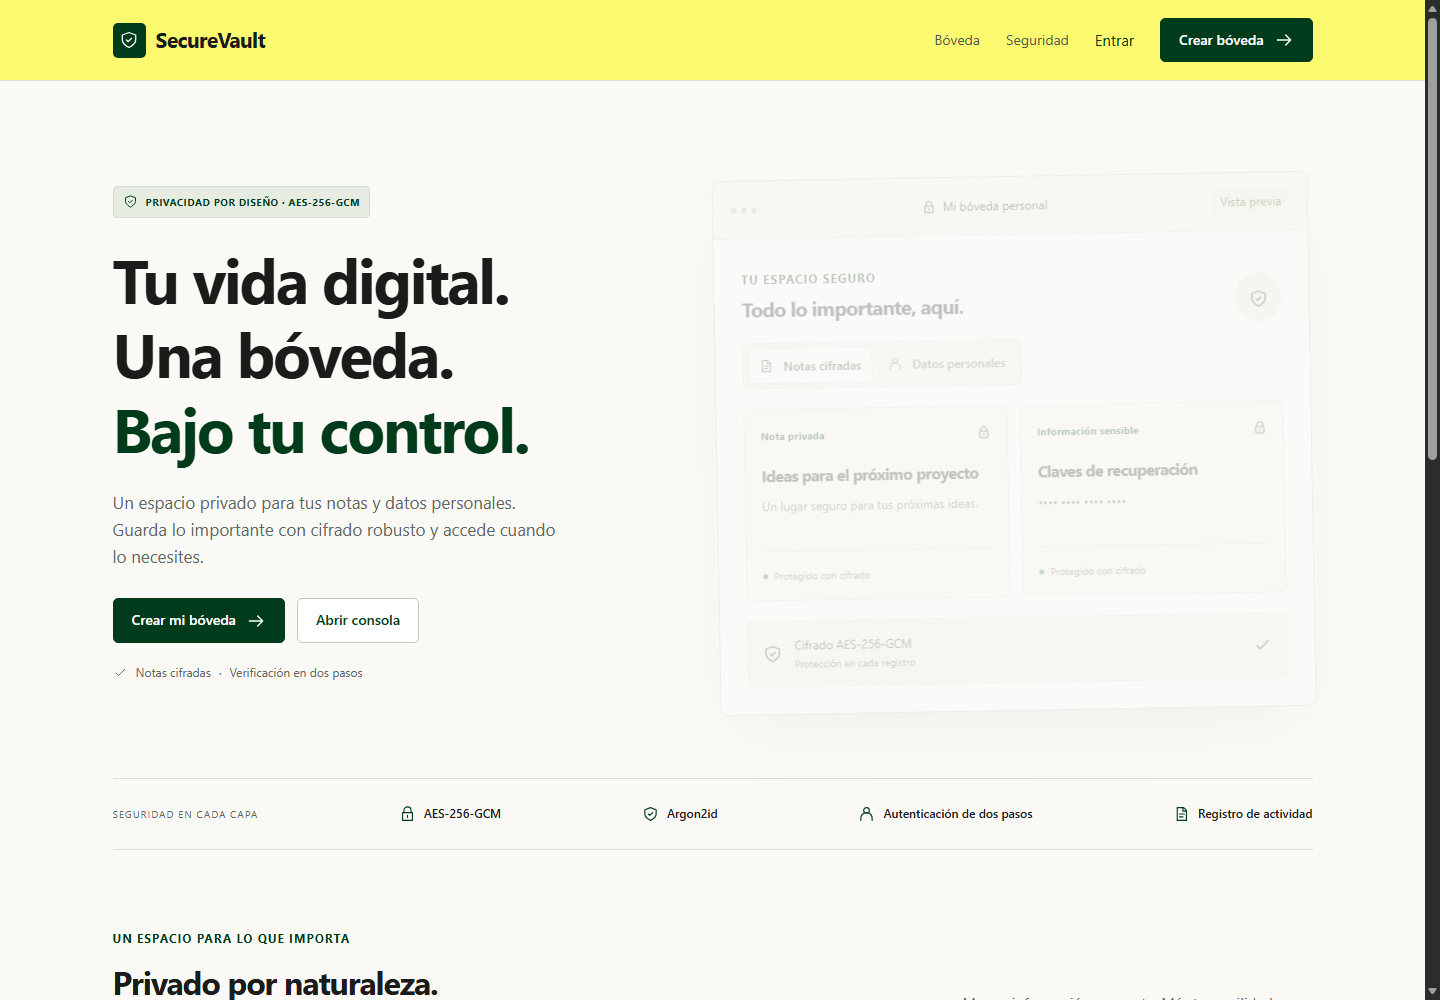 SecureVault
Bóveda
Seguridad
Entrar
Crear bóveda
PRIVACIDAD POR DISEÑO · AES-256-GCM
Tu vida digital.
Una bóveda.
Bajo tu control.
Un espacio privado para tus notas y datos personales.
Guarda lo importante con cifrado robusto y accede cuando
lo necesites.
Crear mi bóveda
Abrir consola
Notas cifradas · Verificación en dos pasos
Mi bóveda personal
Vista previa
TU ESPACIO SEGURO
Todo lo importante, aquí.
Notas cifradas
Datos personales
Nota privada
Ideas para el próximo proyecto
Un lugar seguro para tus próximas ideas.
Protegido con cifrado
Información sensible
Claves de recuperación
•••• •••• •••• ••••
Protegido con cifrado
Cifrado AES-256-GCM
Protección en cada registro
SEGURIDAD EN CADA CAPA
AES-256-GCM
Argon2id
Autenticación de dos pasos
Registro de actividad
UN ESPACIO PARA LO QUE IMPORTA
Privado por naturaleza.